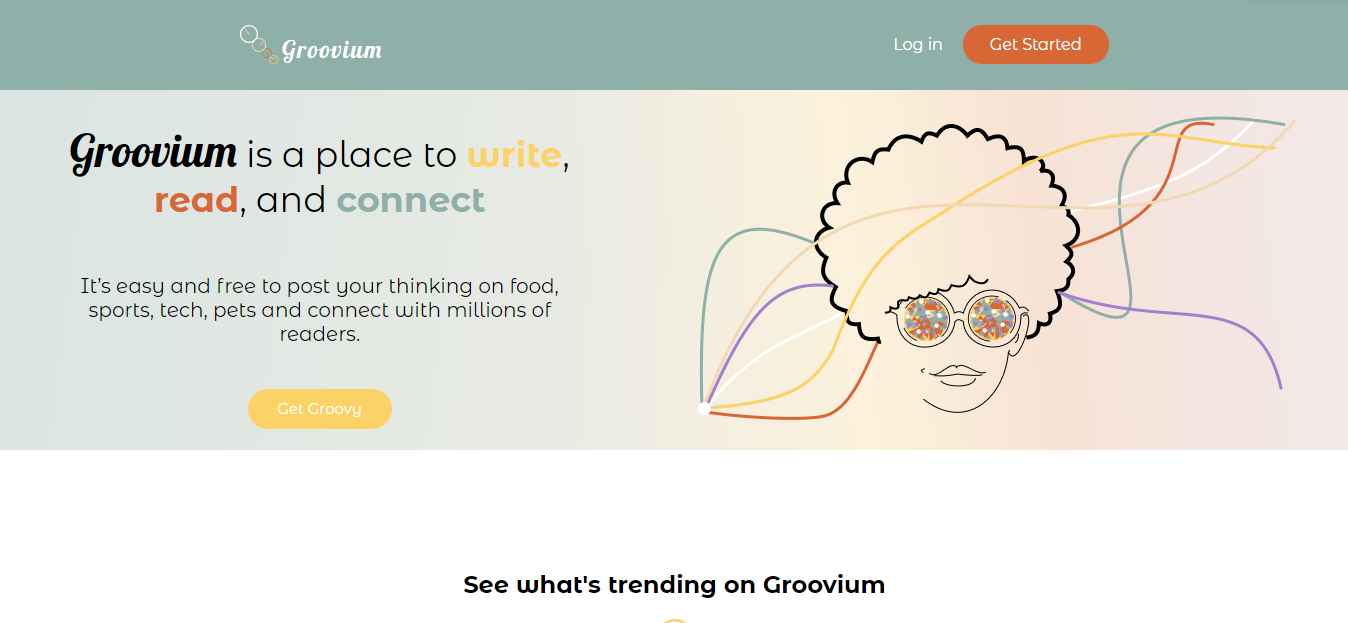 Groovium
Log in
Get Started
Groovium is a place to write,
read, and connect
It’s easy and free to post your thinking on food,
sports, tech, pets and connect with millions of
readers.
Get Groovy
See what's trending on Groovium